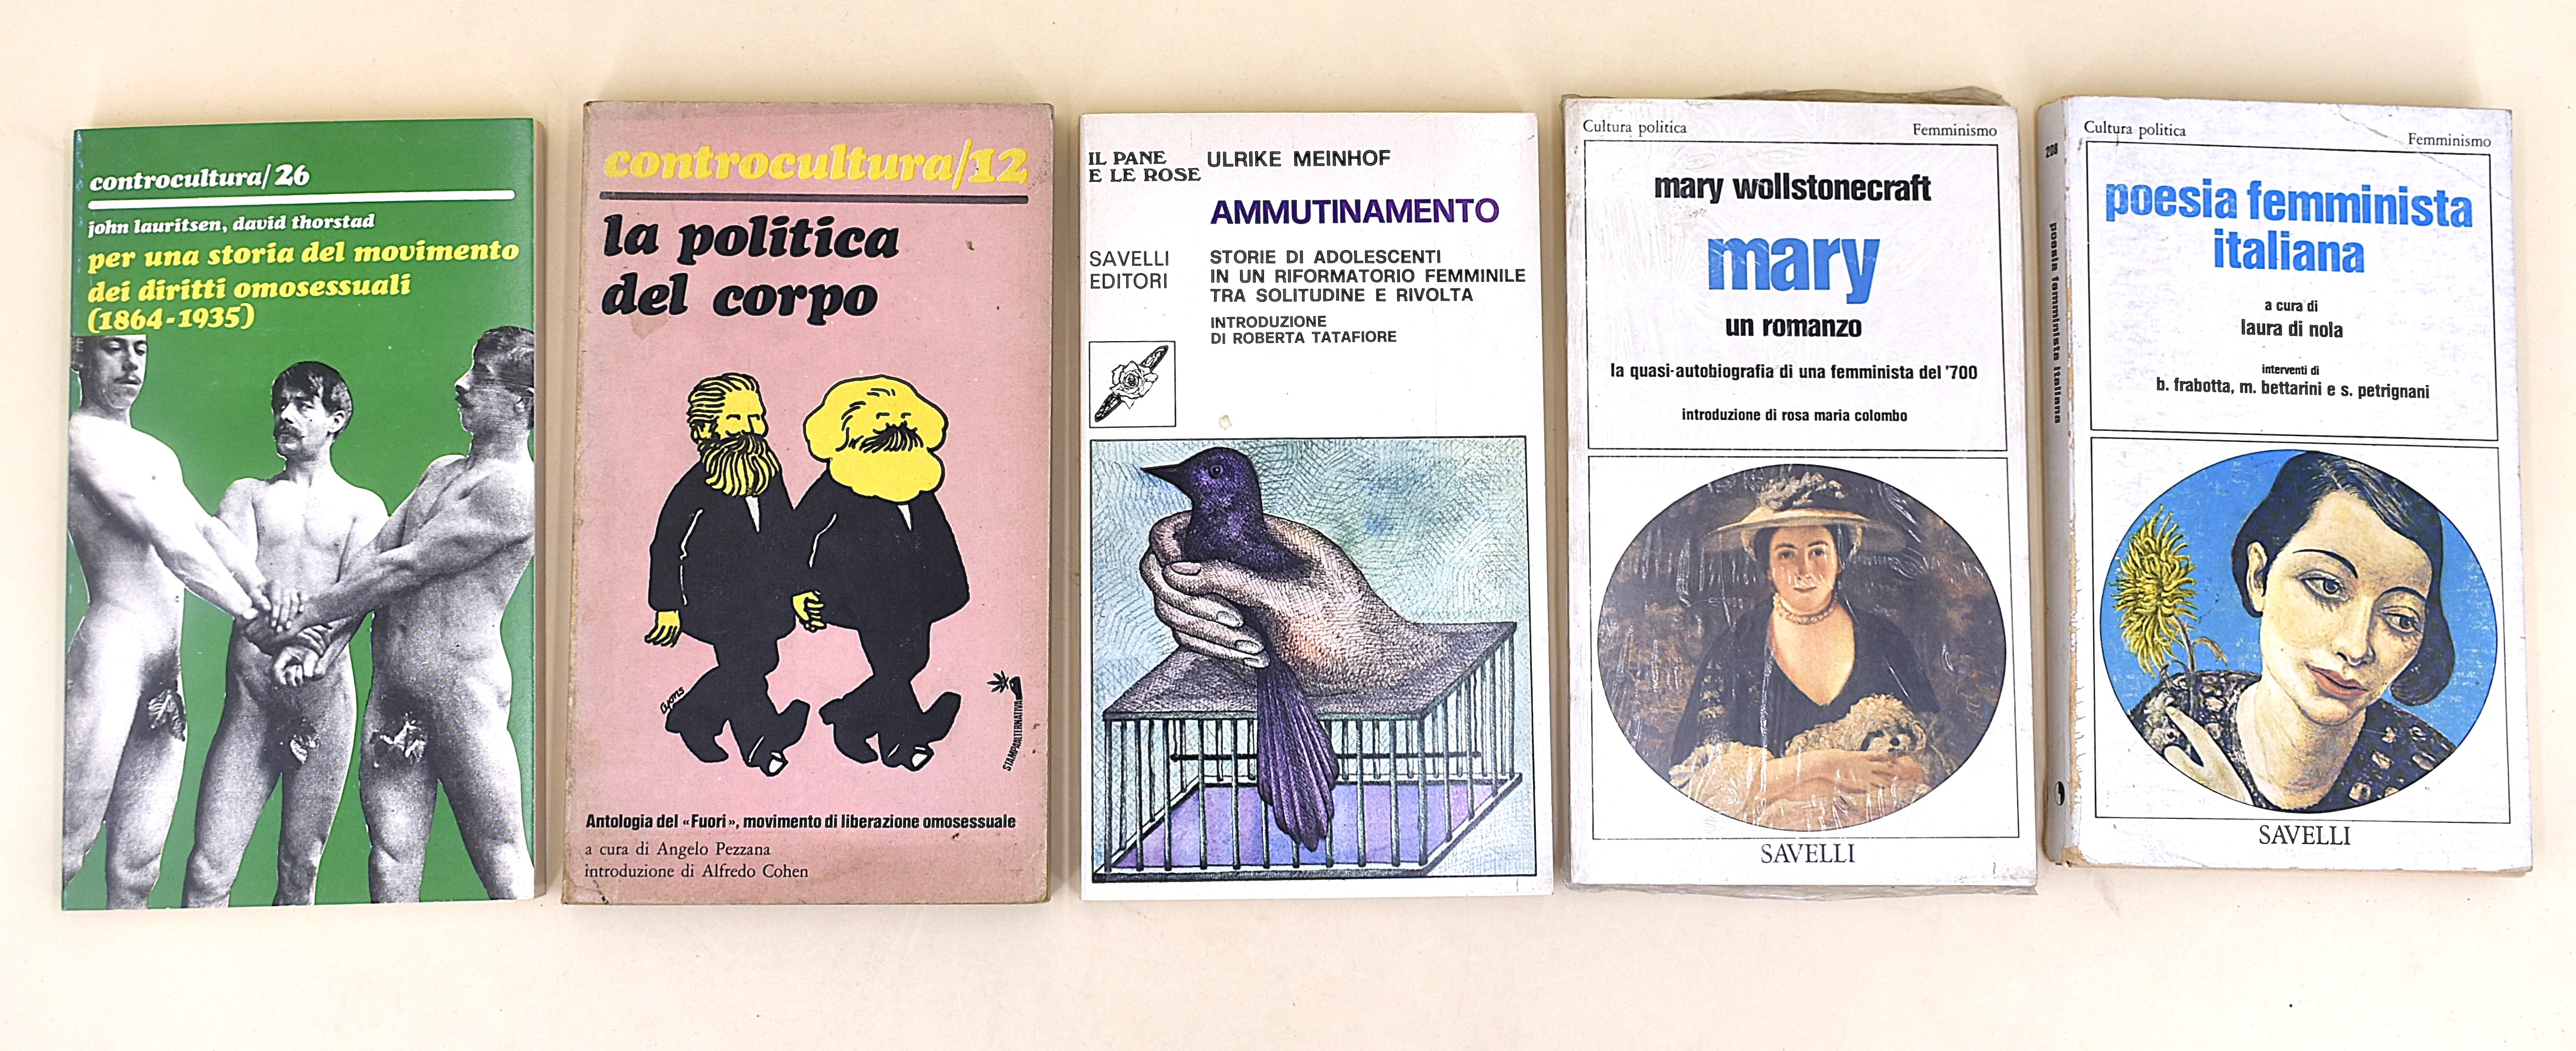 controcultura/26
john lauritsen, david thorstad
per una storia del movimento
dei diritti omosessuali
(1864-1935)
controcultura/12
la politica
del corpo
ayms
STAMPALTERNATIVA
Antologia del «Fuori», movimento di liberazione omosessuale
a cura di Angelo Pezzana
introduzione di Alfredo Cohen
IL PANE
E LE ROSE
ULRIKE MEINHOF
AMMUTINAMENTO
SAVELLI
EDITORI
STORIE DI ADOLESCENTI
IN UN RIFORMATORIO FEMMINILE
TRA SOLITUDINE E RIVOLTA
INTRODUZIONE
DI ROBERTA TATAFIORE
Cultura politica
Femminismo
mary wollstonecraft
mary
un romanzo
la quasi-autobiografia di una femminista del '700
introduzione di rosa maria colombo
SAVELLI
208
poesia femminista italiana
Cultura politica
Femminismo
poesia femminista
italiana
a cura di
laura di nola
interventi di
b. frabotta, m. bettarini e s. petrignani
SAVELLI